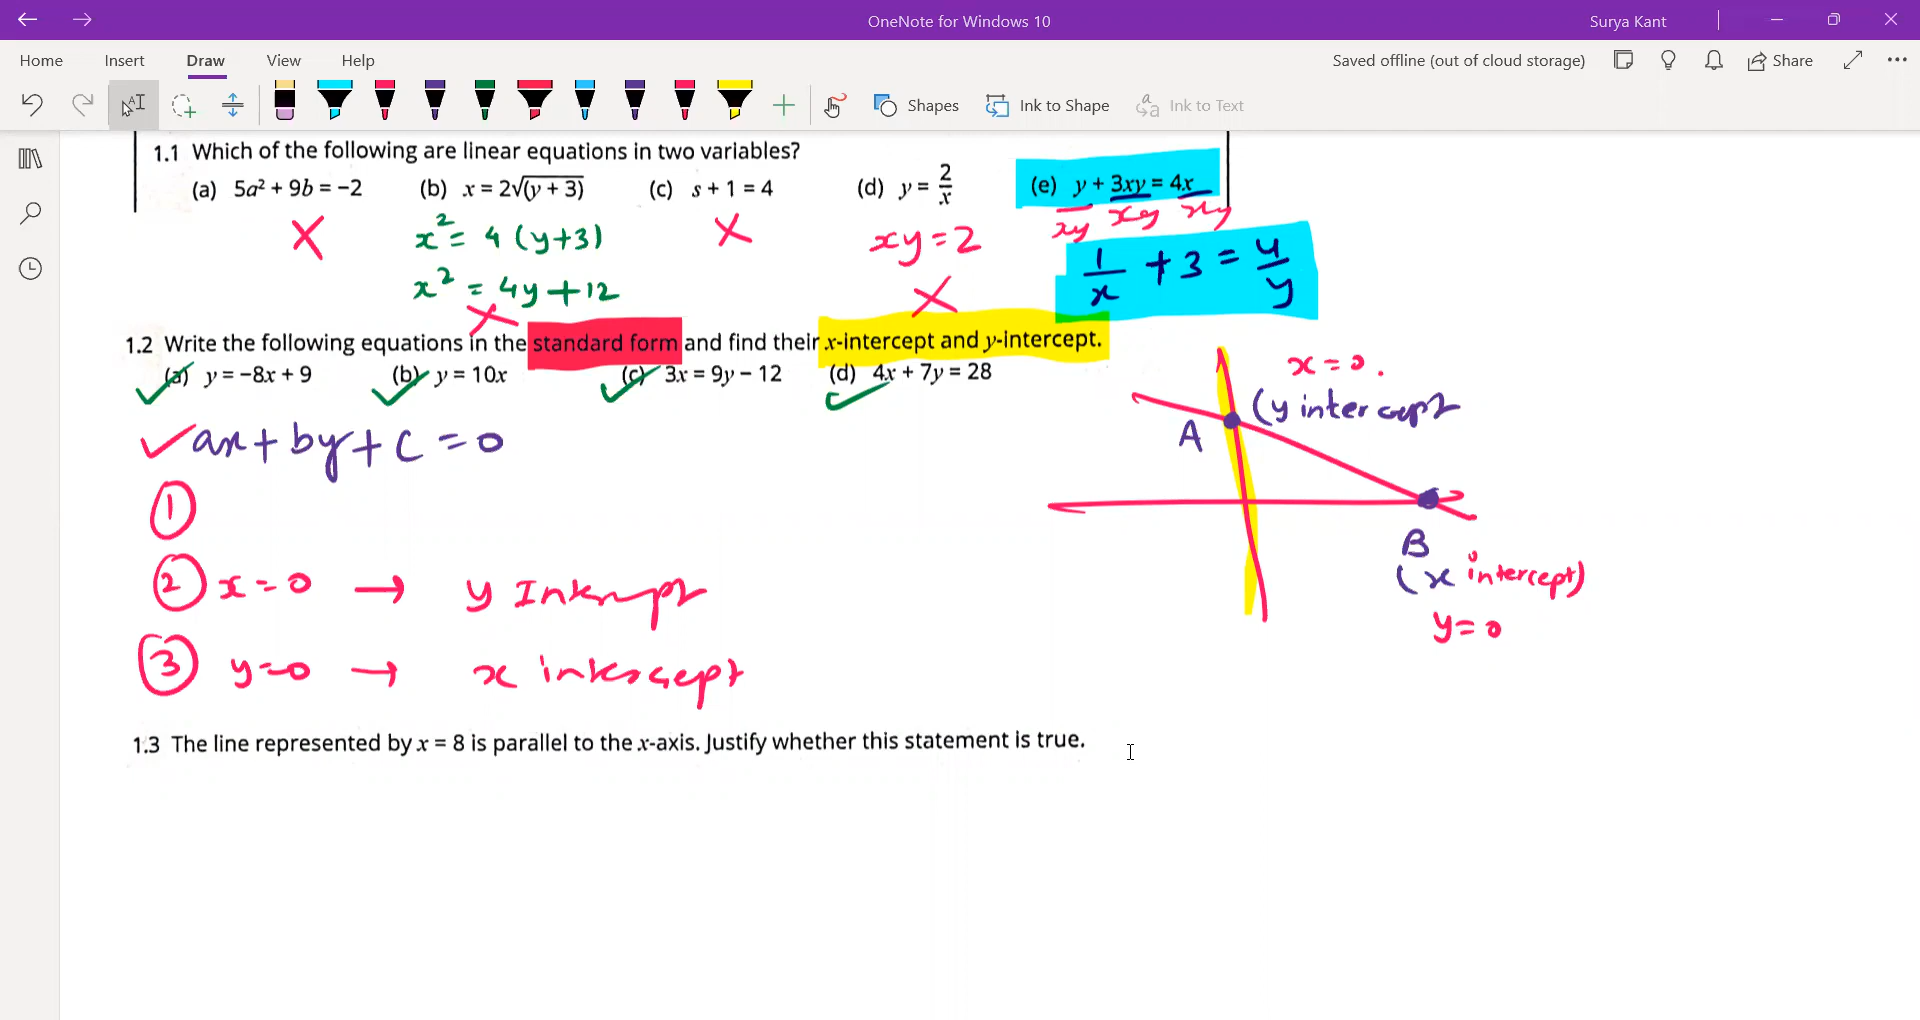 OneNote for Windows 10
Surya Kant
Home Insert Draw View Help
Saved offline (out of cloud storage) Share
Shapes Ink to Shape Ink to Text
1.1 Which of the following are linear equations in two variables?
(a) 5a² + 9b = −2 (b) x = 2√(y + 3) (c) s + 1 = 4 (d) y = 2/x (e) y + 3xy = 4x
xy xy xy
x² = 4 (y+3)
xy = 2
1/x + 3 = 4/y
x² = 4y + 12
1.2 Write the following equations in the standard form and find their x-intercept and y-intercept.
(a) y = −8x + 9 (b) y = 10x (c) 3x = 9y − 12 (d) 4x + 7y = 28
x = 0.
(y intercept
A
ax + by + c = 0
①
B
(x intercept)
② x = 0 → y Intercept
y = 0
③ y = 0 → x intercept
1.3 The line represented by x = 8 is parallel to the x-axis. Justify whether this statement is true.